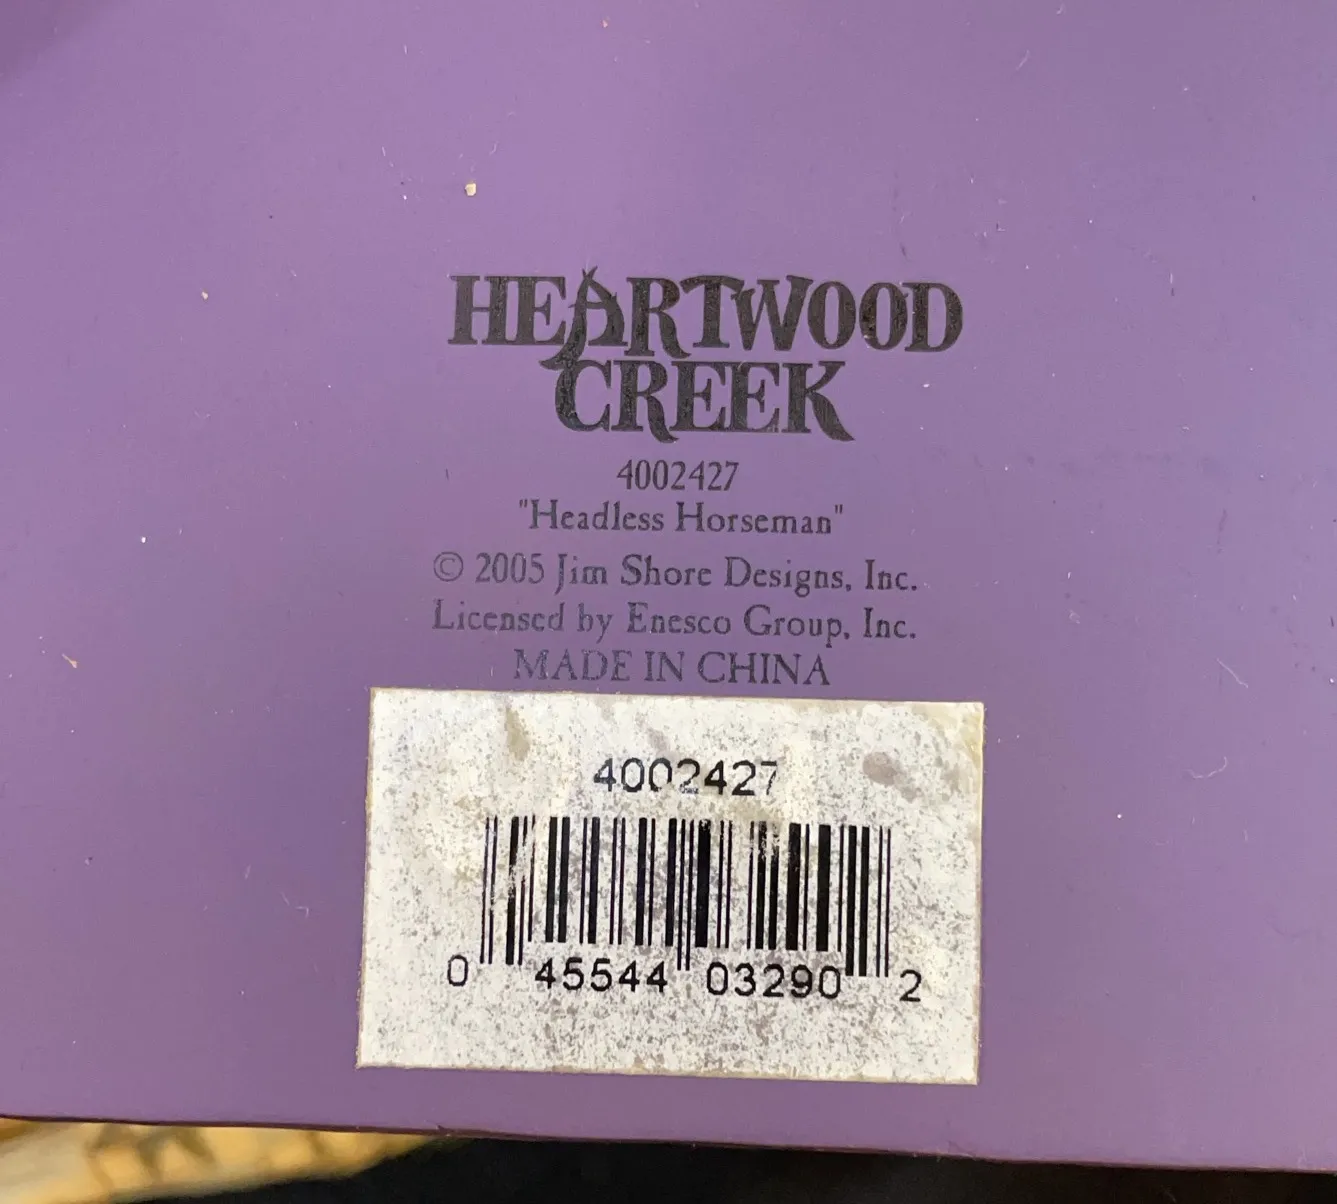 HEARTWOOD
CREEK
4002427
"Headless Horseman"
© 2005 Jim Shore Designs, Inc.
Licensed by Enesco Group, Inc.
MADE IN CHINA
4002427
0 45544 03290 2